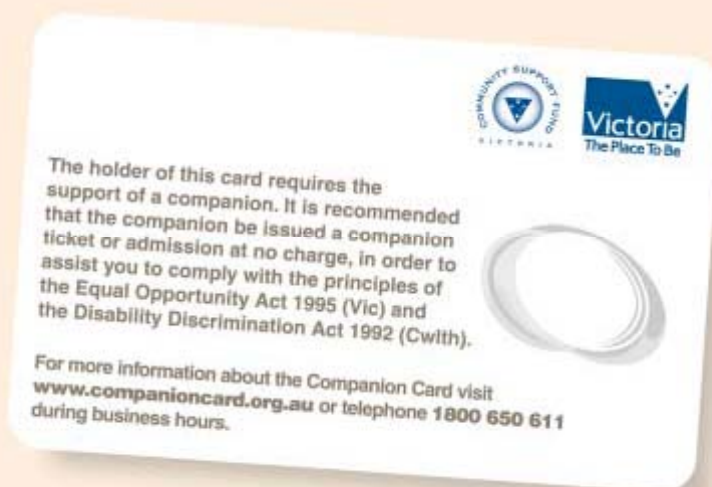 COMMUNITY SUPPORT FUND
VICTORIA
Victoria
The Place To Be
The holder of this card requires the
support of a companion. It is recommended
that the companion be issued a companion
ticket or admission at no charge, in order to
assist you to comply with the principles of
the Equal Opportunity Act 1995 (Vic) and
the Disability Discrimination Act 1992 (Cwlth).
For more information about the Companion Card visit
www.companioncard.org.au or telephone 1800 650 611
during business hours.